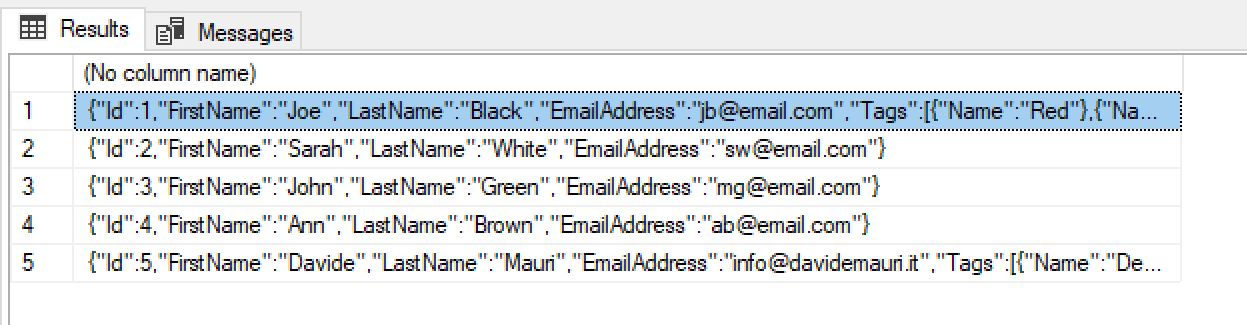 Results
Messages
(No column name)
1 {"Id":1,"FirstName":"Joe","LastName":"Black","EmailAddress":"jb@email.com","Tags":[{"Name":"Red"},{"Na...
2 {"Id":2,"FirstName":"Sarah","LastName":"White","EmailAddress":"sw@email.com"}
3 {"Id":3,"FirstName":"John","LastName":"Green","EmailAddress":"mg@email.com"}
4 {"Id":4,"FirstName":"Ann","LastName":"Brown","EmailAddress":"ab@email.com"}
5 {"Id":5,"FirstName":"Davide","LastName":"Mauri","EmailAddress":"info@davidemauri.it","Tags":[{"Name":"De...